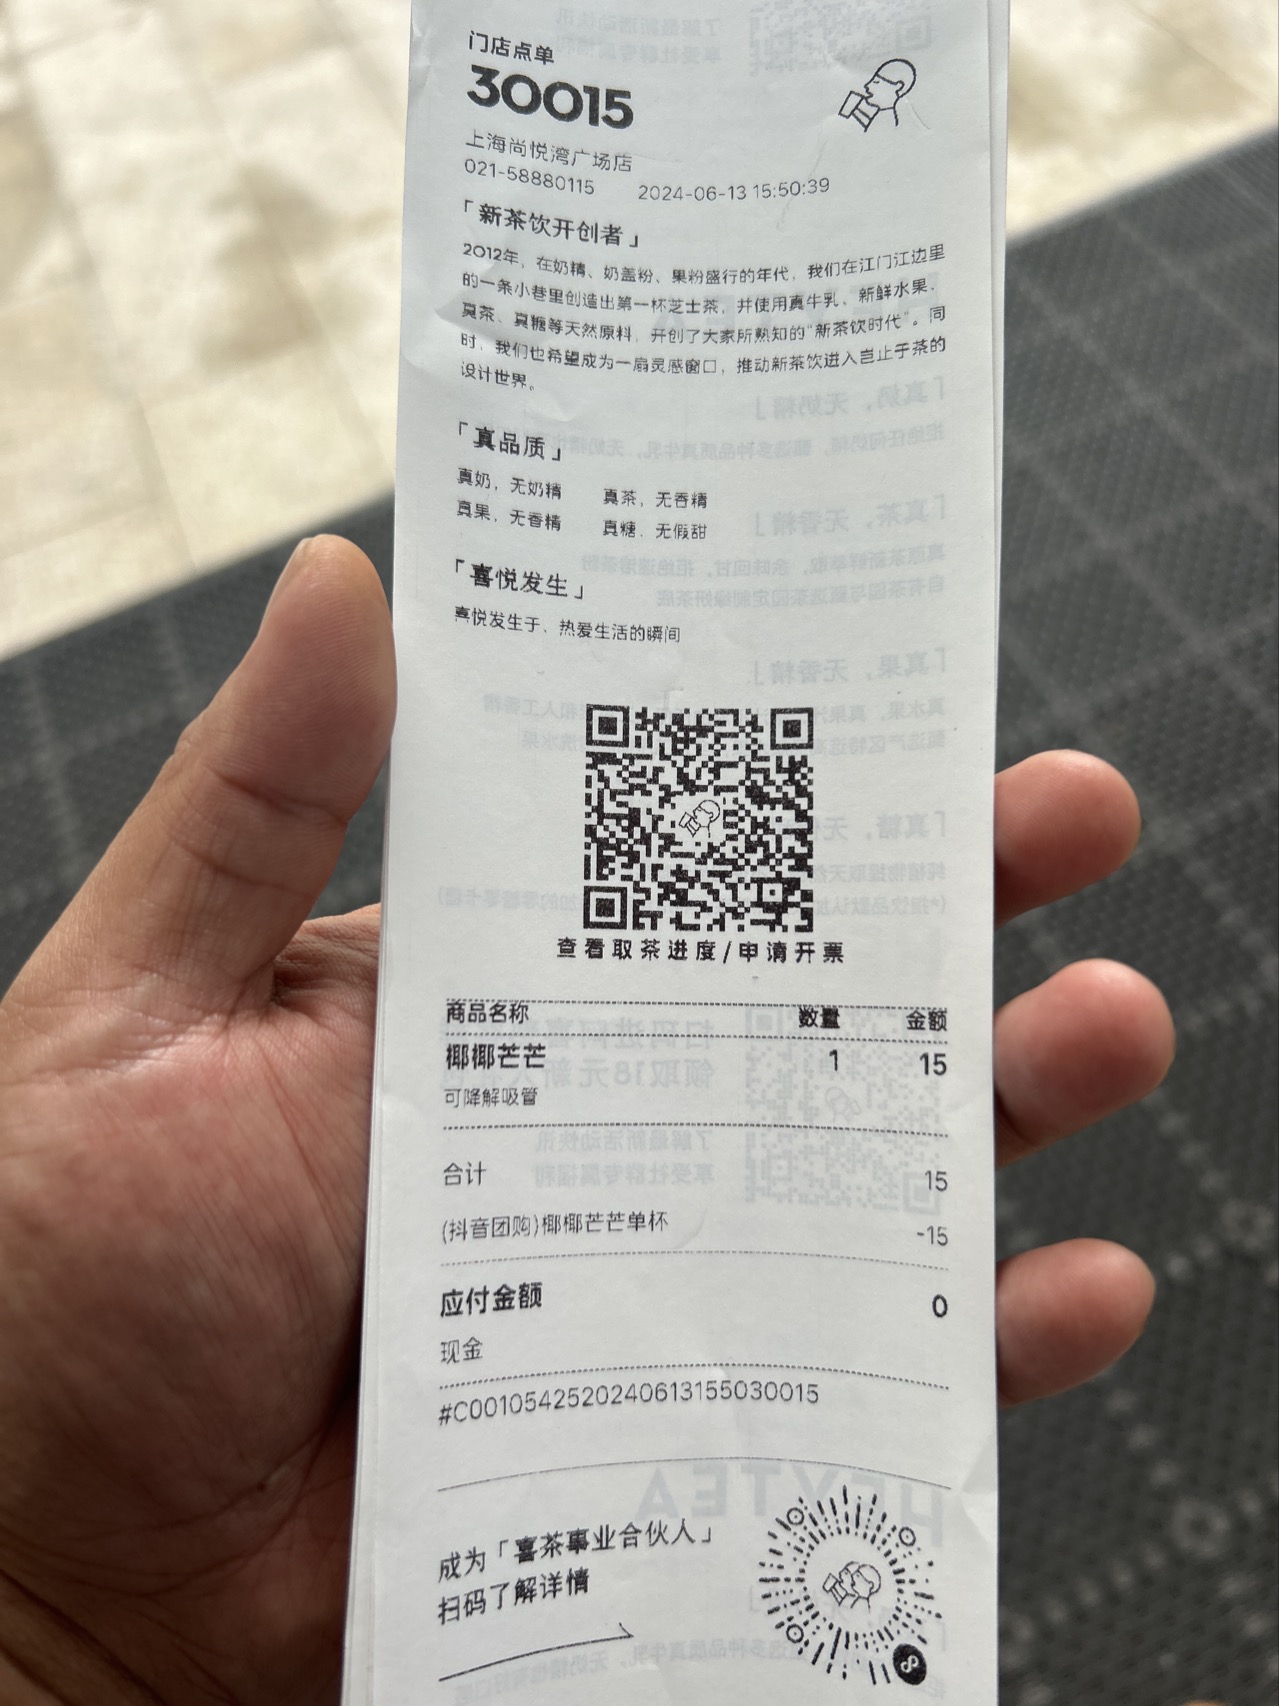 门店点单
30015
上海尚悦湾广场店
021-58880115 2024-06-13 15:50:39
「新茶饮开创者」
2012年，在奶精、奶盖粉、果粉盛行的年代，我们在江门江边里
的一条小巷里创造出第一杯芝士茶，并使用真牛乳、新鲜水果、
真茶、真糖等天然原料，开创了大家所熟知的“新茶饮时代”。同
时，我们也希望成为一扇灵感窗口，推动新茶饮进入岂止于茶的
设计世界。
「真品质」
真奶，无奶精 真茶，无香精
真果，无香精 真糖，无假甜
「喜悦发生」
喜悦发生于、热爱生活的瞬间
查看取茶进度/申请开票
商品名称 数量 金额
椰椰芒芒 1 15
可降解吸管
合计 15
(抖音团购)椰椰芒芒单杯 -15
应付金额 0
现金
#C00105425202406131550​30015
成为「喜茶事业合伙人」
扫码了解详情